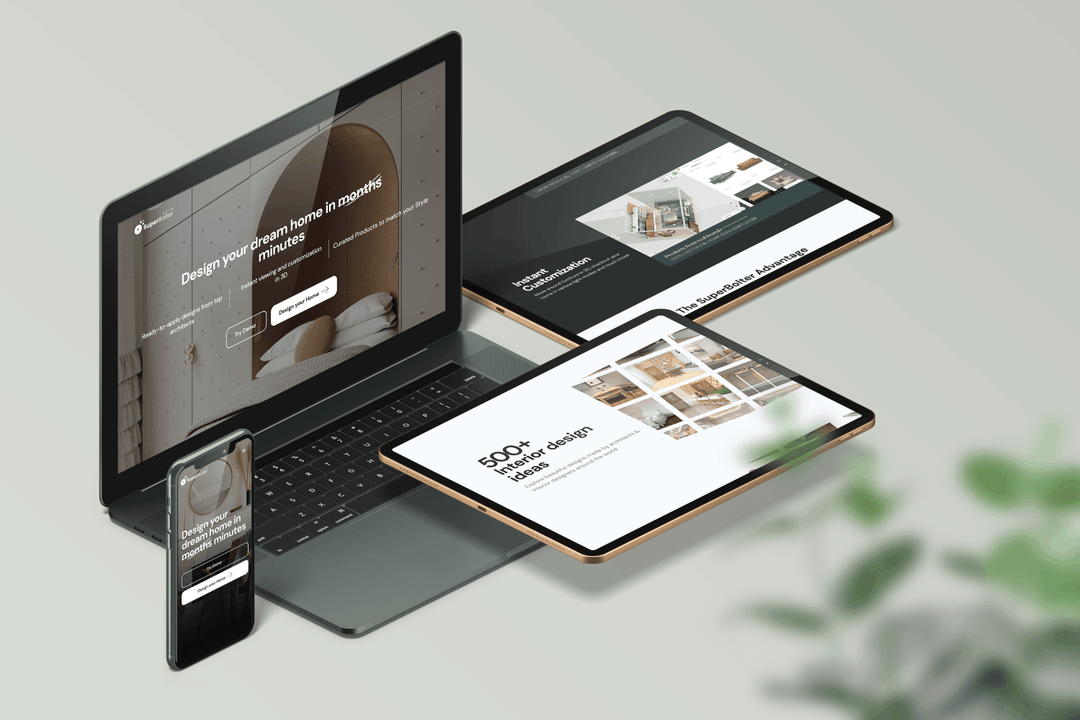 SuperBolter
Design your dream home in months
minutes
Ready-to-apply designs from top
architects
Instant viewing and customization
in 3D
Curated Products to match your Style
Try Demo
Design your Home
Instant
Customization
The SuperBolter Advantage
500+
Interior design
ideas
Explore beautiful designs made by architects &
interior designers around the world
SuperBolter
Design your
dream home in
months minutes
Try Demo
Design your Home